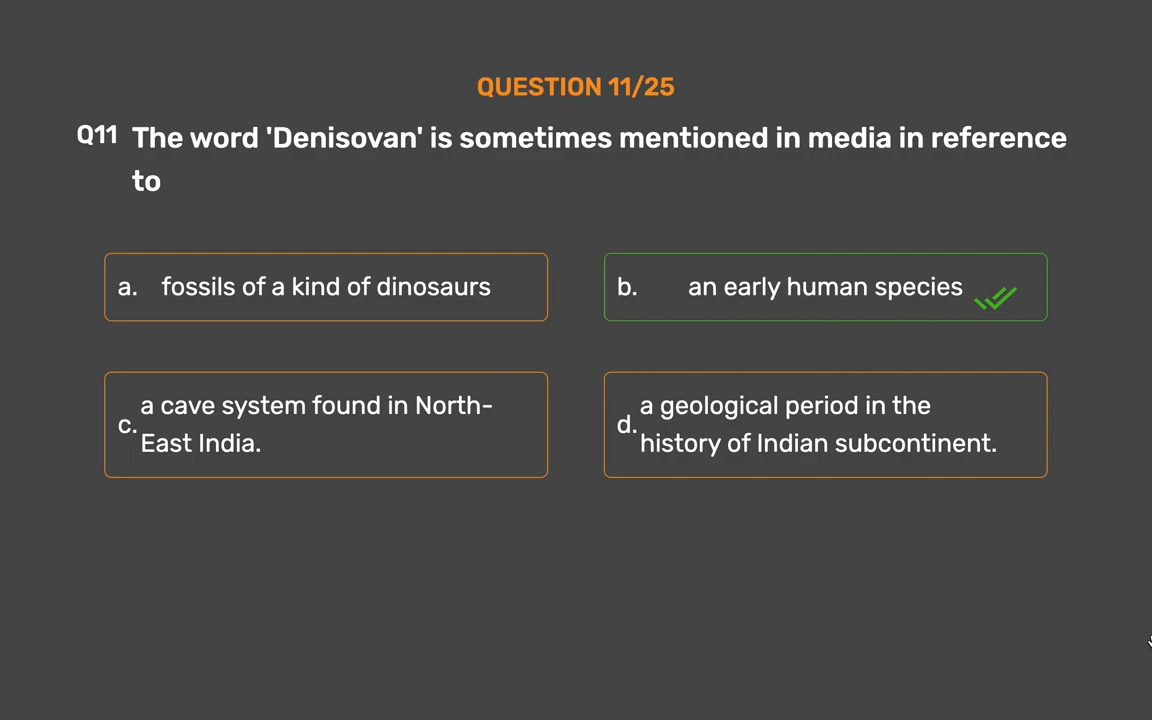 QUESTION 11/25
Q11 The word 'Denisovan' is sometimes mentioned in media in reference
to
a. fossils of a kind of dinosaurs
b. an early human species
c. a cave system found in North-
East India.
d. a geological period in the
history of Indian subcontinent.